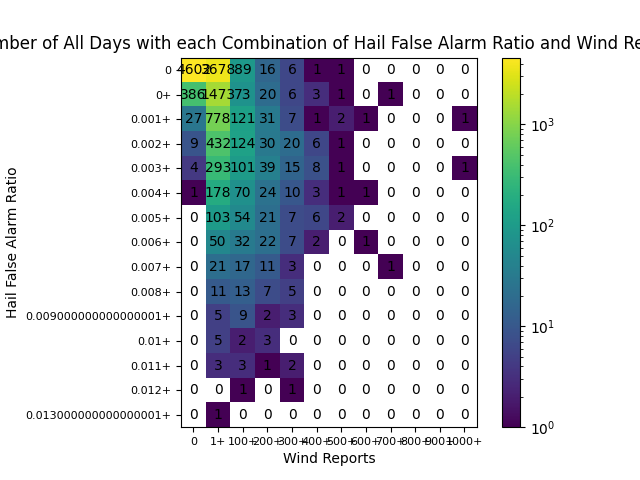 mber of All Days with each Combination of Hail False Alarm Ratio and Wind Re
Hail False Alarm Ratio
0 3678 89 16 6 1 1 0 0 0 0 0
0+ 386 1473 73 20 6 3 1 0 1 0 0 0
0.001+ 27 778 121 31 7 1 2 1 0 0 0 1
0.002+ 9 432 124 30 20 6 1 0 0 0 0 0
0.003+ 4 293 101 39 15 8 1 0 0 0 0 1
0.004+ 1 178 70 24 10 3 1 1 0 0 0 0
0.005+ 0 103 54 21 7 6 2 0 0 0 0 0
0.006+ 0 50 32 22 7 2 0 1 0 0 0 0
0.007+ 0 21 17 11 3 0 0 0 1 0 0 0
0.008+ 0 11 13 7 5 0 0 0 0 0 0 0
0.009000000000000001+ 0 5 9 2 3 0 0 0 0 0 0 0
0.01+ 0 5 2 3 0 0 0 0 0 0 0 0
0.011+ 0 3 3 1 2 0 0 0 0 0 0 0
0.012+ 0 0 1 0 1 0 0 0 0 0 0 0
0.013000000000000001+ 0 1 0 0 0 0 0 0 0 0 0 0
0 1+ 100+ 200+ 300+ 400+ 500+ 600+ 700+ 800+ 900+ 1000+
Wind Reports
10³
10²
10¹
10⁰